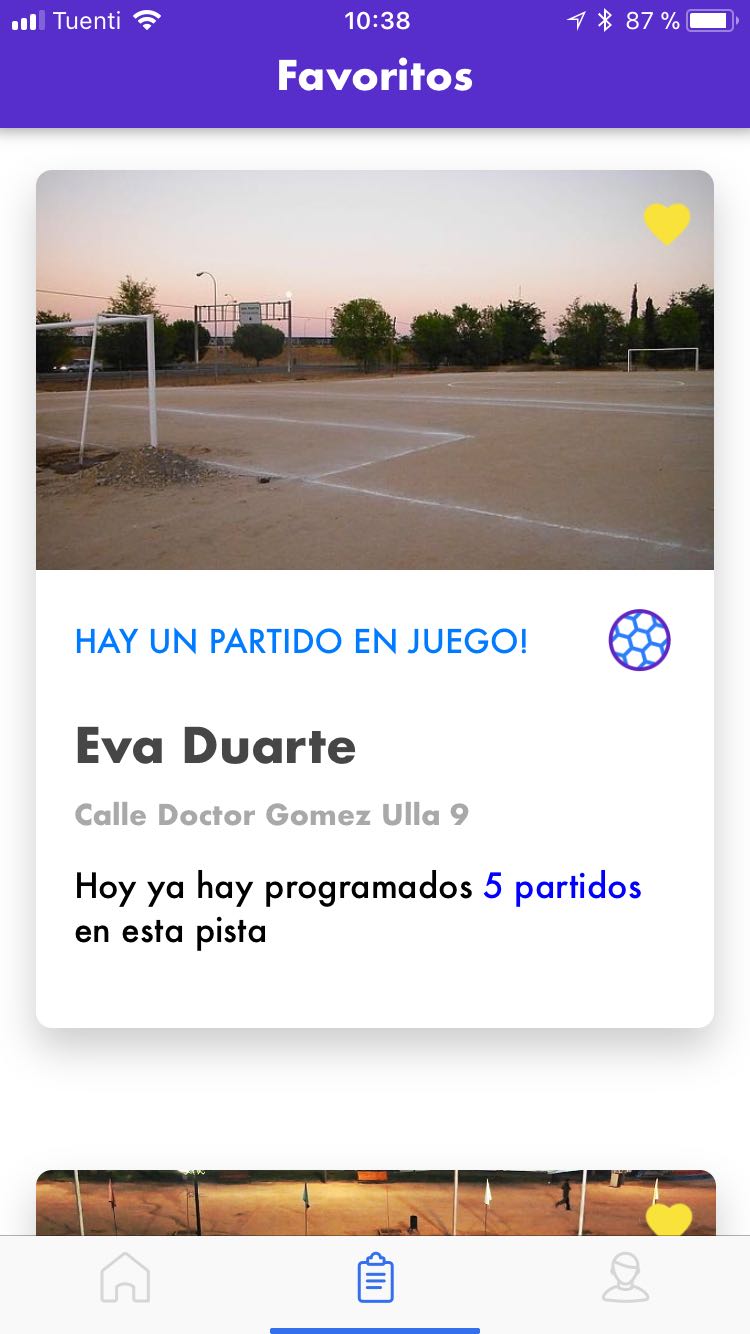 Tuenti 10:38 87 %
Favoritos
HAY UN PARTIDO EN JUEGO!
Eva Duarte
Calle Doctor Gomez Ulla 9
Hoy ya hay programados 5 partidos
en esta pista